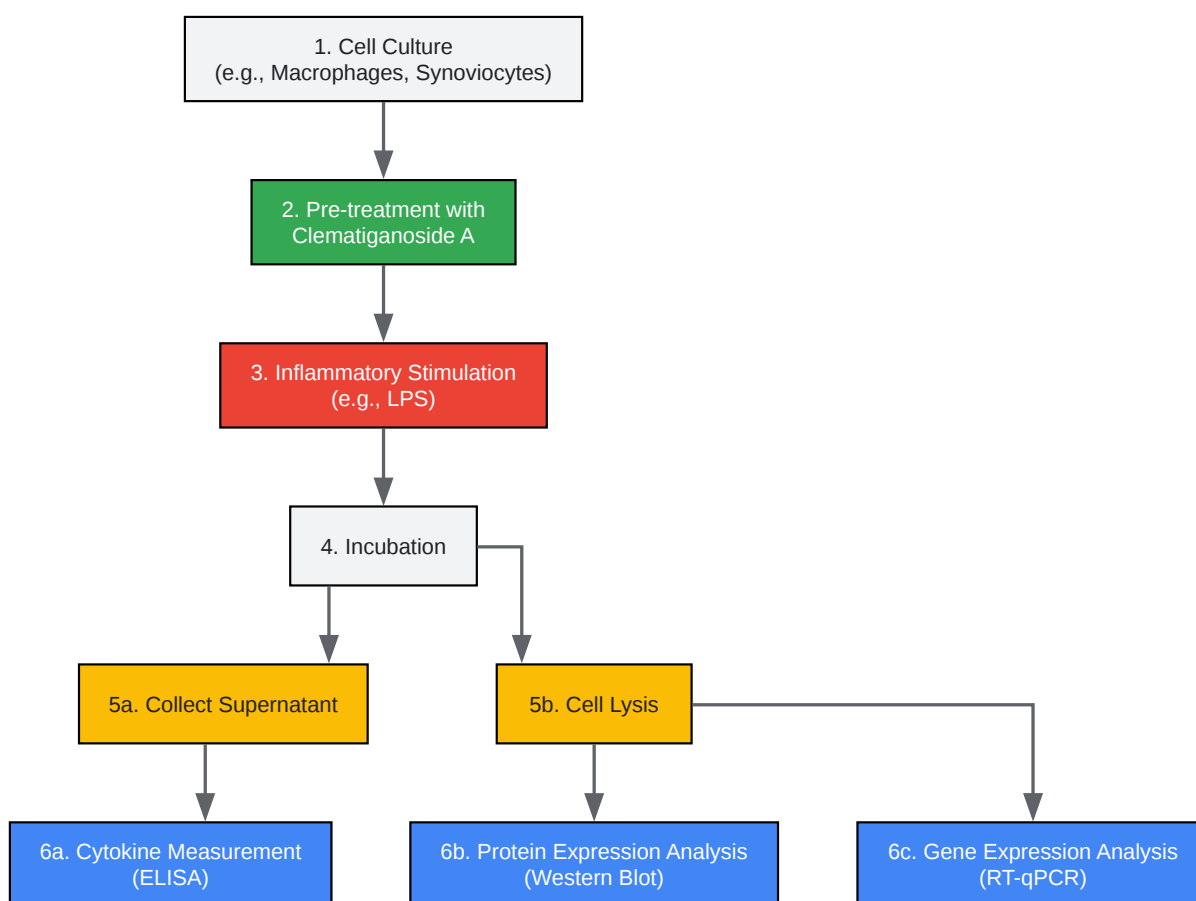 1. Cell Culture
(e.g., Macrophages, Synoviocytes)
2. Pre-treatment with
Clematiganoside A
3. Inflammatory Stimulation
(e.g., LPS)
4. Incubation
5a. Collect Supernatant
5b. Cell Lysis
6a. Cytokine Measurement
(ELISA)
6b. Protein Expression Analysis
(Western Blot)
6c. Gene Expression Analysis
(RT-qPCR)